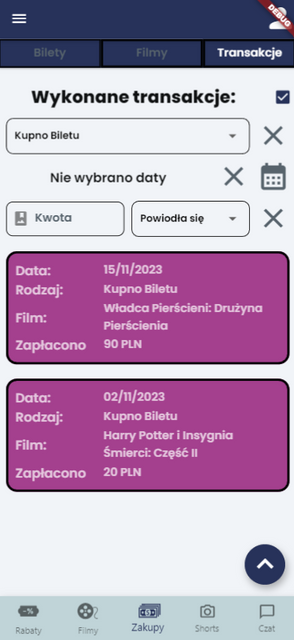 DEBUG
Bilety Filmy Transakcje
Wykonane transakcje:
Kupno Biletu
Nie wybrano daty
Kwota Powiodła się
Data: 15/11/2023
Rodzaj: Kupno Biletu
Film: Władca Pierścieni: Drużyna
Pierścienia
Zapłacono 90 PLN
Data: 02/11/2023
Rodzaj: Kupno Biletu
Film: Harry Potter i Insygnia
Śmierci: Część II
Zapłacono 20 PLN
Rabaty Filmy Zakupy Shorts Czat